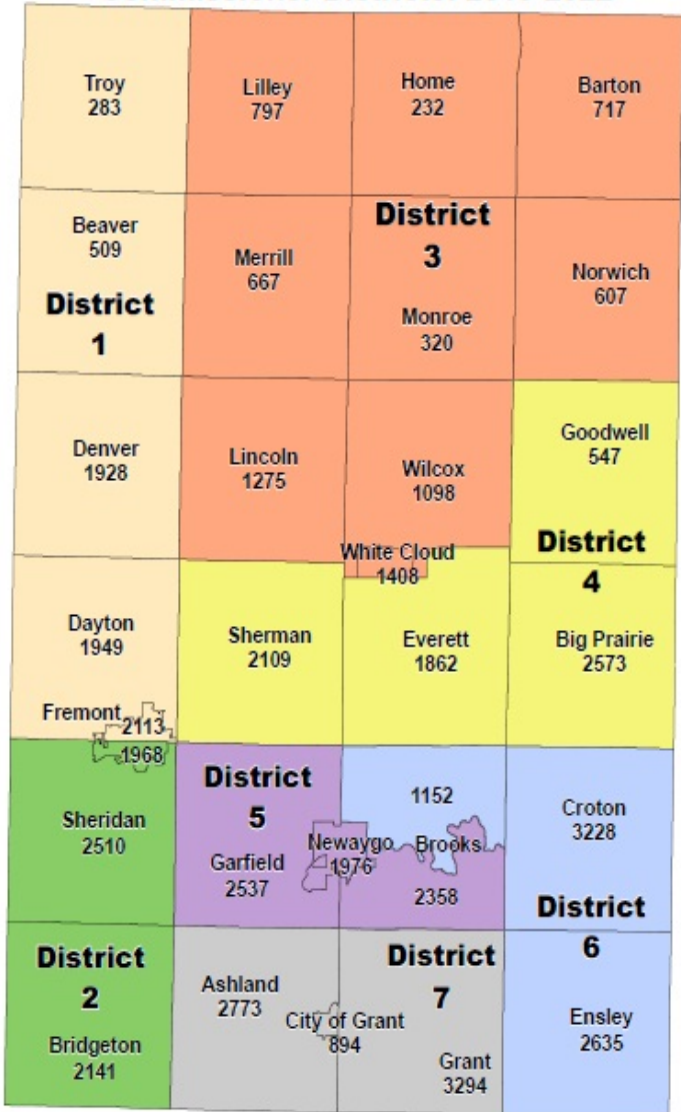 Troy
283
Lilley
797
Home
232
Barton
717
Beaver
509
District
1
Merrill
667
District
3
Monroe
320
Norwich
607
Denver
1928
Lincoln
1275
Wilcox
1098
Goodwell
547
White Cloud
1408
District
4
Dayton
1949
Sherman
2109
Everett
1862
Big Prairie
2573
Fremont
2113
1968
Sheridan
2510
District
5
Garfield
2537
Newaygo
1976
1152
Brooks
2358
Croton
3228
District
6
District
2
Bridgeton
2141
Ashland
2773
City of Grant
894
District
7
Grant
3294
Ensley
2635